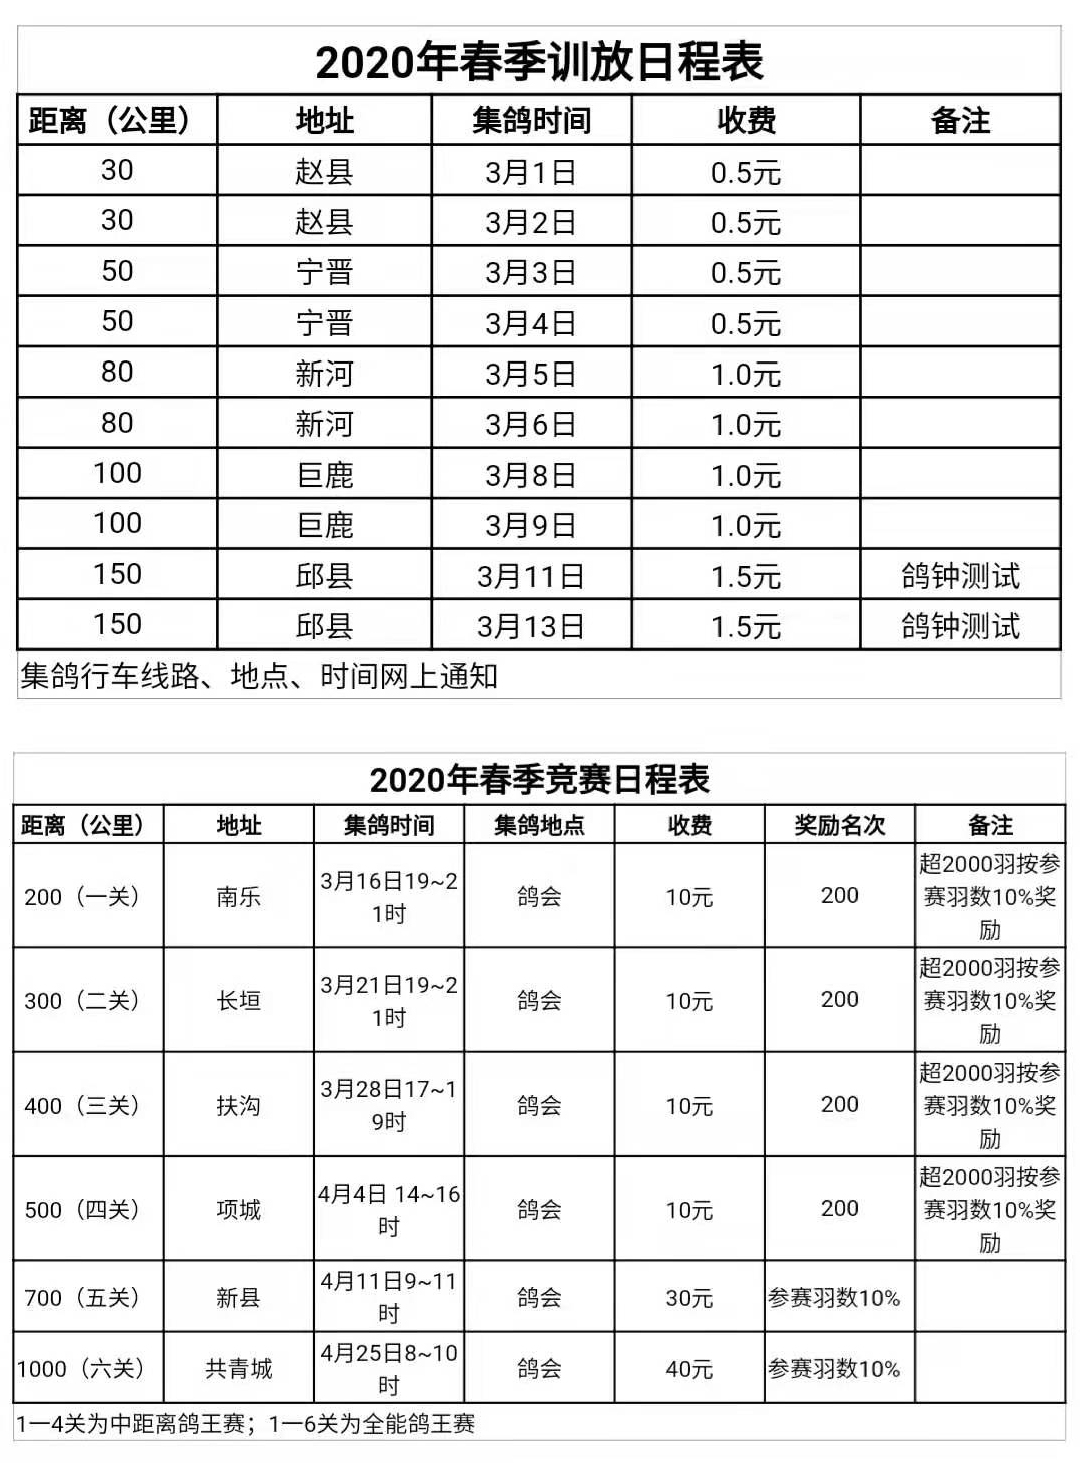 2020年春季训放日程表
距离（公里） 地址 集鸽时间 收费 备注
30 赵县 3月1日 0.5元
30 赵县 3月2日 0.5元
50 宁晋 3月3日 0.5元
50 宁晋 3月4日 0.5元
80 新河 3月5日 1.0元
80 新河 3月6日 1.0元
100 巨鹿 3月8日 1.0元
100 巨鹿 3月9日 1.0元
150 邱县 3月11日 1.5元 鸽钟测试
150 邱县 3月13日 1.5元 鸽钟测试
集鸽行车线路、地点、时间网上通知
2020年春季竞赛日程表
距离（公里） 地址 集鸽时间 集鸽地点 收费 奖励名次 备注
200（一关） 南乐 3月16日19~2
1时 鸽会 10元 200 超2000羽按参
赛羽数10%奖
励
300（二关） 长垣 3月21日19~2
1时 鸽会 10元 200 超2000羽按参
赛羽数10%奖
励
400（三关） 扶沟 3月28日17~1
9时 鸽会 10元 200 超2000羽按参
赛羽数10%奖
励
500（四关） 项城 4月4日 14~16
时 鸽会 10元 200 超2000羽按参
赛羽数10%奖
励
700（五关） 新县 4月11日9~11
时 鸽会 30元 参赛羽数10%
1000（六关） 共青城 4月25日8~10
时 鸽会 40元 参赛羽数10%
1一4关为中距离鸽王赛；1一6关为全能鸽王赛